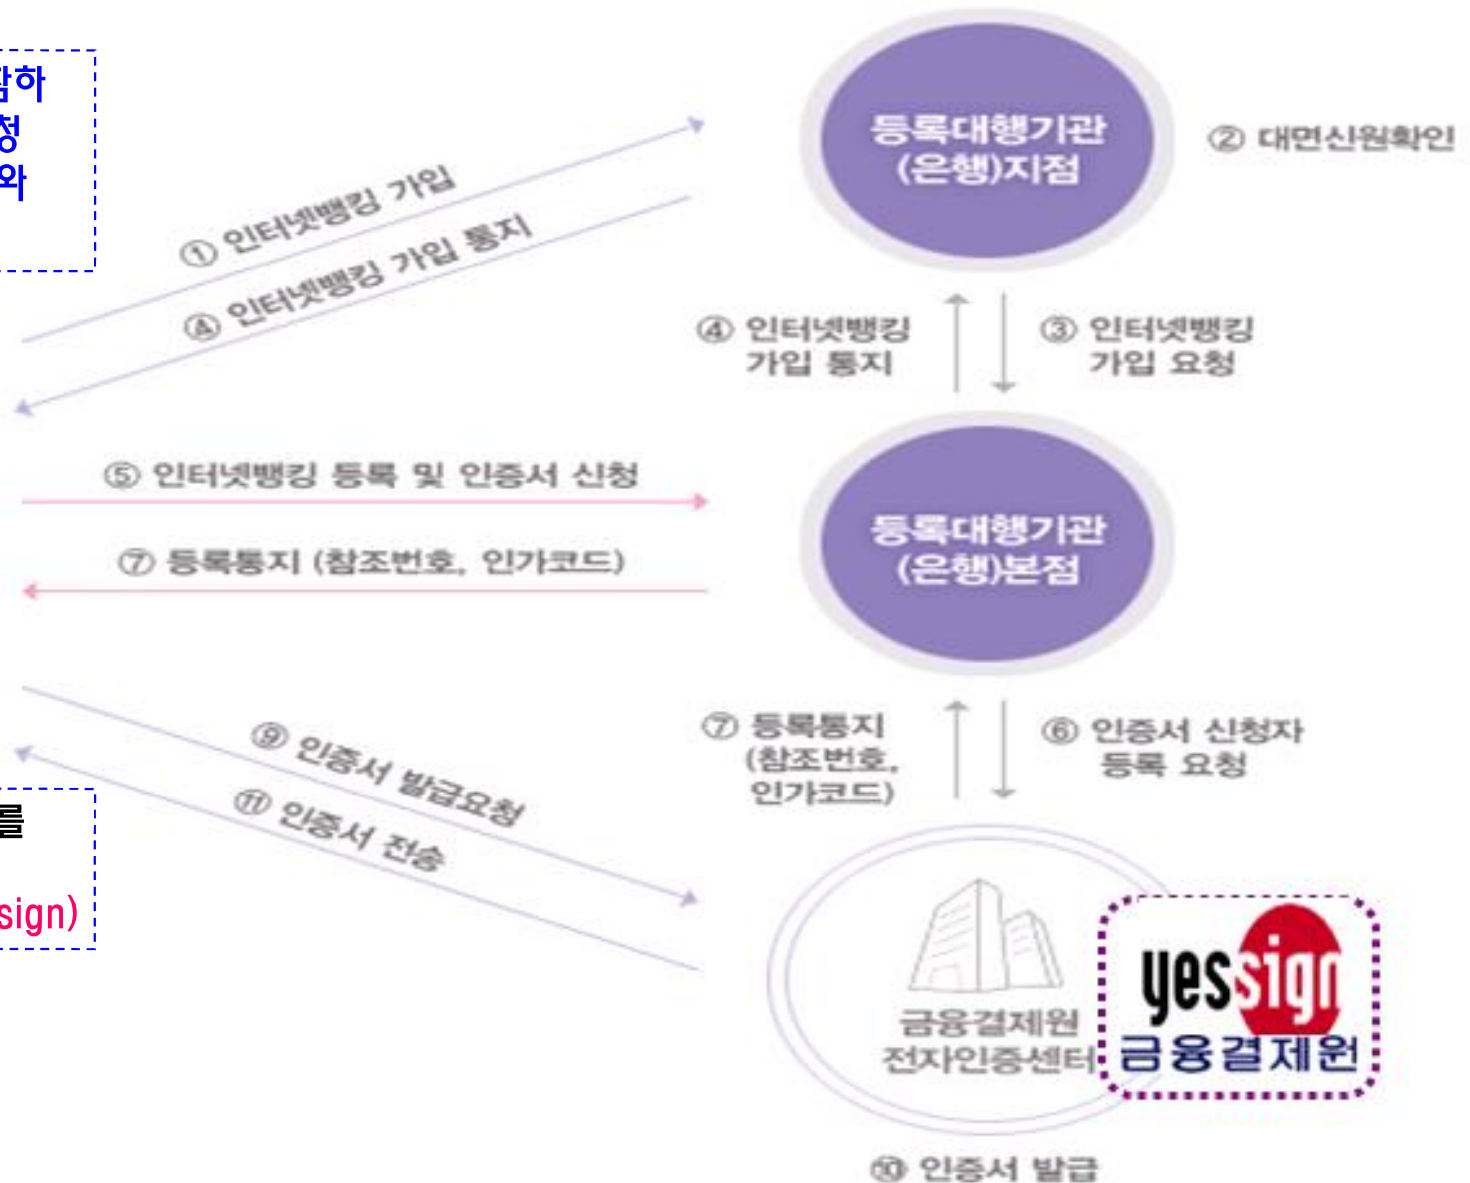 함하
청
와
등록대행기관
(은행)지점
② 대면신원확인
① 인터넷뱅킹 가입
④ 인터넷뱅킹 가입 통지
④ 인터넷뱅킹
가입 통지
③ 인터넷뱅킹
가입 요청
⑤ 인터넷뱅킹 등록 및 인증서 신청
⑦ 등록통지 (참조번호, 인가코드)
등록대행기관
(은행)본점
⑦ 등록통지
(참조번호,
인가코드)
⑥ 인증서 신청자
등록 요청
⑨ 인증서 발급요청
⑪ 인증서 전송
를
sign)
금융결제원
전자인증센터
yessign
금융결제원
⑩ 인증서 발급